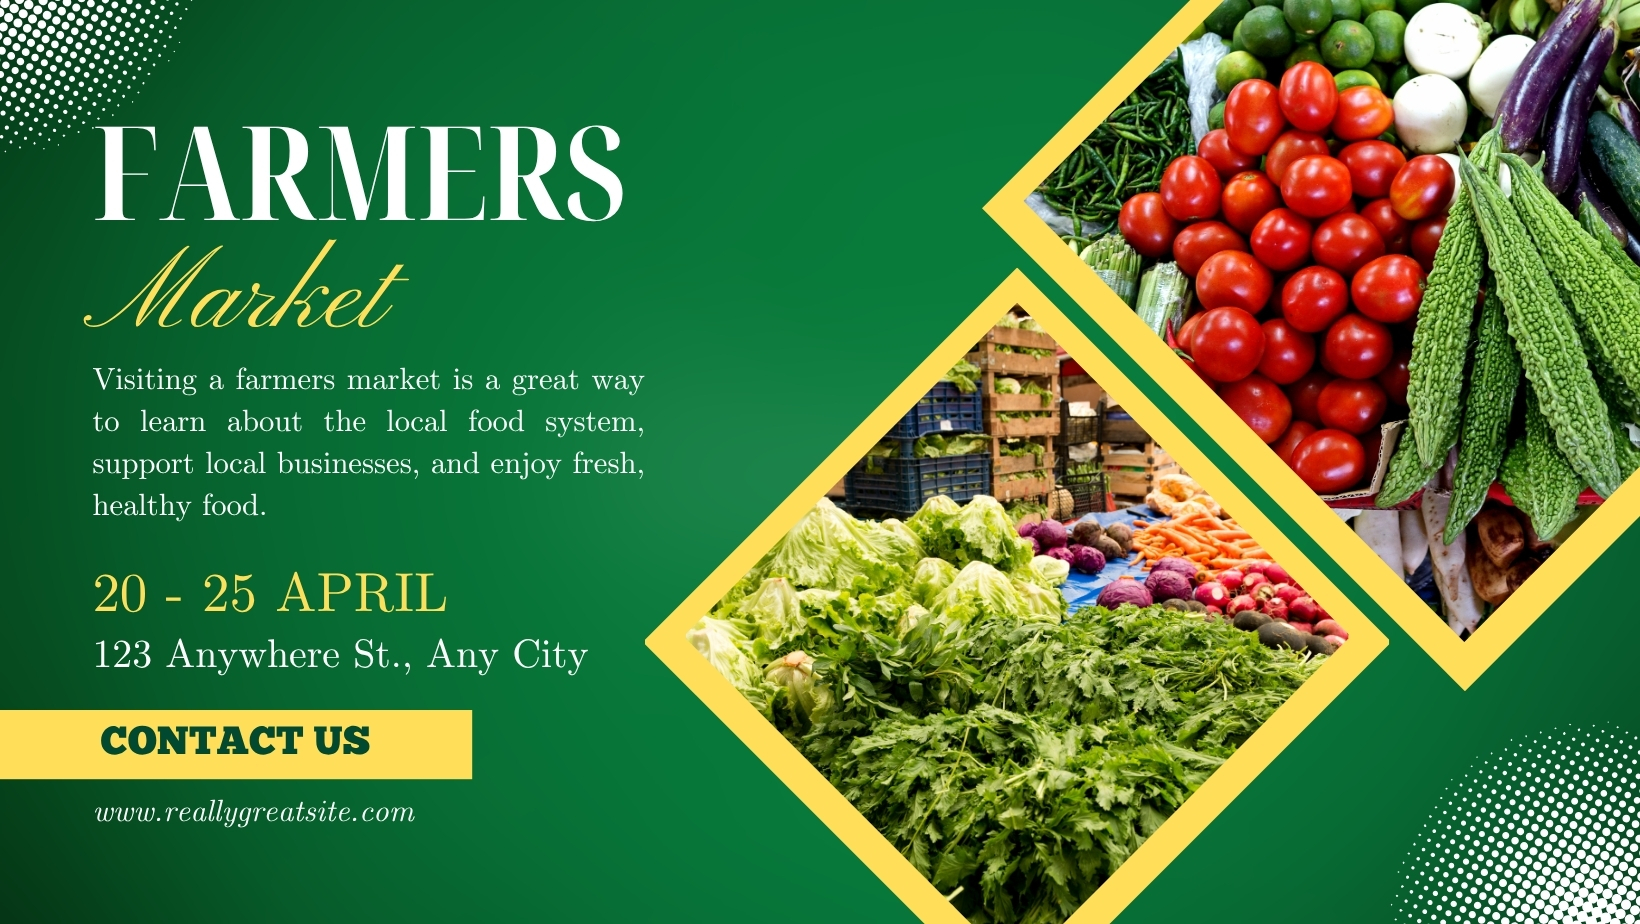 FARMERS
Market
Visiting a farmers market is a great way
to learn about the local food system,
support local businesses, and enjoy fresh,
healthy food.
20 - 25 APRIL
123 Anywhere St., Any City
CONTACT US
www.reallygreatsite.com